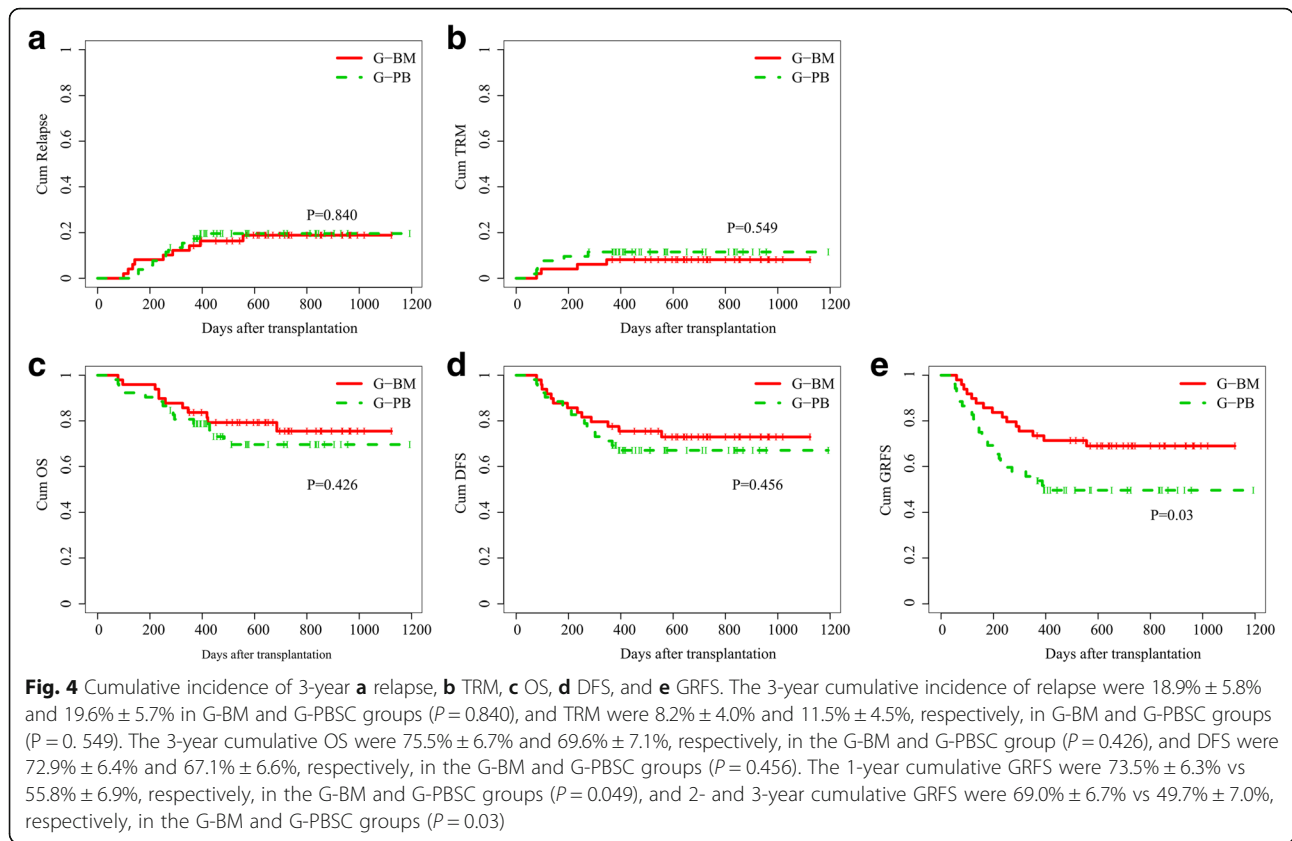 a
1
0.8
0.6
0.4
0.2
0
Cum Relapse
G-BM
G-PB
P=0.840
0 200 400 600 800 1000 1200
Days after transplantation
b
1
0.8
0.6
0.4
0.2
0
Cum TRM
G-BM
G-PB
P=0.549
0 200 400 600 800 1000 1200
Days after transplantation
c
1
0.8
0.6
0.4
0.2
0
Cum OS
G-BM
G-PB
P=0.426
0 200 400 600 800 1000 1200
Days after transplantation
d
1
0.8
0.6
0.4
0.2
0
Cum DFS
G-BM
G-PB
P=0.456
0 200 400 600 800 1000 1200
Days after transplantation
e
1
0.8
0.6
0.4
0.2
0
Cum GRFS
G-BM
G-PB
P=0.03
0 200 400 600 800 1000 1200
Days after transplantation
Fig. 4 Cumulative incidence of 3-year a relapse, b TRM, c OS, d DFS, and e GRFS. The 3-year cumulative incidence of relapse were 18.9% ± 5.8%
and 19.6% ± 5.7% in G-BM and G-PBSC groups (P = 0.840), and TRM were 8.2% ± 4.0% and 11.5% ± 4.5%, respectively, in G-BM and G-PBSC groups
(P = 0. 549). The 3-year cumulative OS were 75.5% ± 6.7% and 69.6% ± 7.1%, respectively, in the G-BM and G-PBSC group (P = 0.426), and DFS were
72.9% ± 6.4% and 67.1% ± 6.6%, respectively, in the G-BM and G-PBSC groups (P = 0.456). The 1-year cumulative GRFS were 73.5% ± 6.3% vs
55.8% ± 6.9%, respectively, in the G-BM and G-PBSC groups (P = 0.049), and 2- and 3-year cumulative GRFS were 69.0% ± 6.7% vs 49.7% ± 7.0%,
respectively, in the G-BM and G-PBSC groups (P = 0.03)